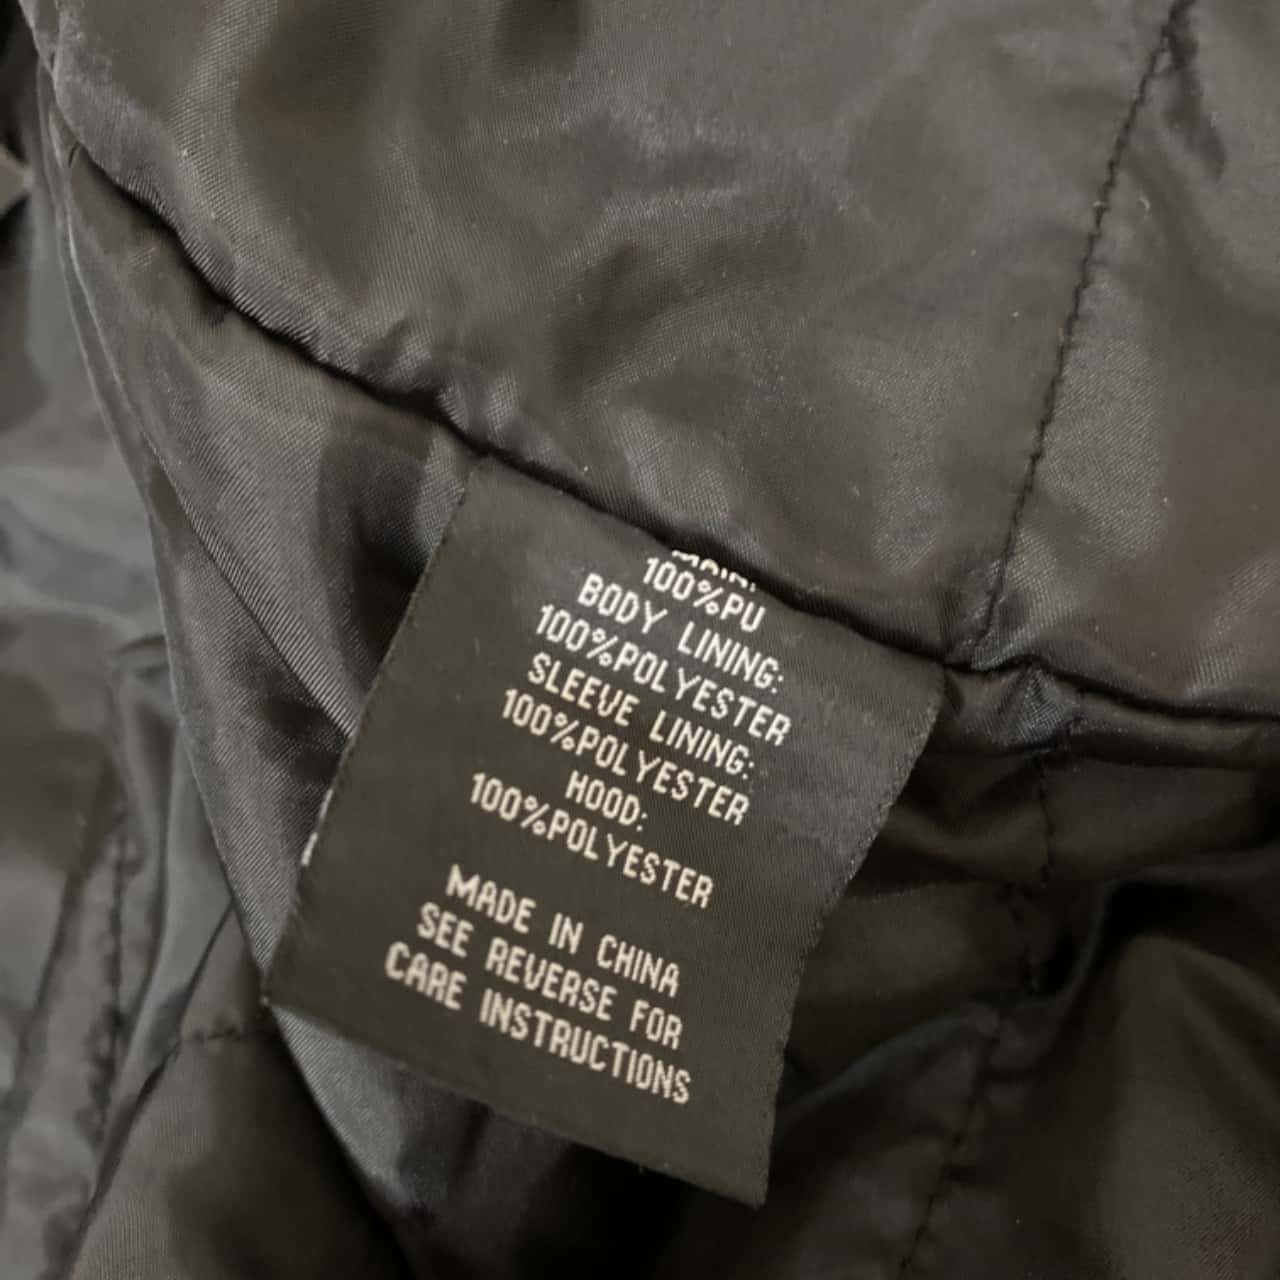 MAIN:
100%PU
BODY LINING:
100%POLYESTER
SLEEVE LINING:
100%POLYESTER
HOOD:
100%POLYESTER
MADE IN CHINA
SEE REVERSE FOR
CARE INSTRUCTIONS